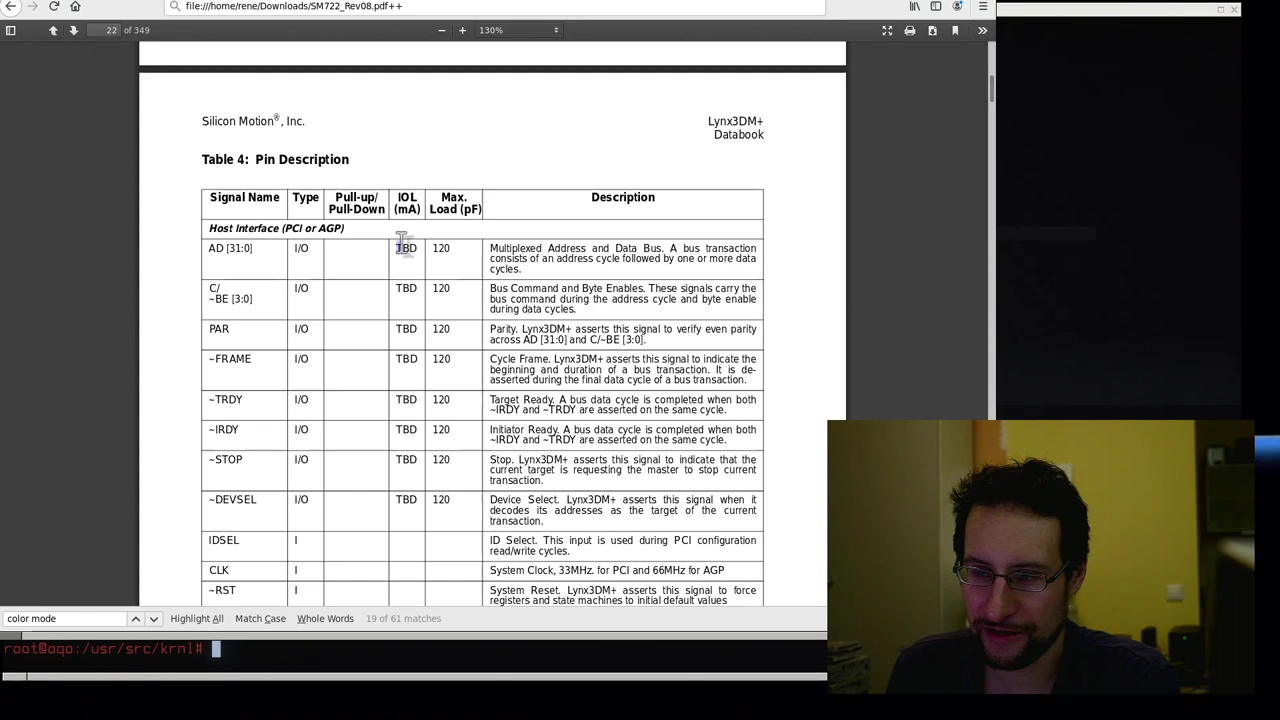 file:///home/rene/Downloads/SM722_Rev08.pdf++
22 of 349
130%
Silicon Motion®, Inc.
Lynx3DM+
Databook
Table 4: Pin Description
Signal Name Type Pull-up/ Pull-Down IOL (mA) Max. Load (pF) Description
Host Interface (PCI or AGP)
AD [31:0] I/O TBD 120 Multiplexed Address and Data Bus. A bus transaction
consists of an address cycle followed by one or more data
cycles.
C/ I/O TBD 120 Bus Command and Byte Enables. These signals carry the
~BE [3:0] bus command during the address cycle and byte enable
during data cycles.
PAR I/O TBD 120 Parity. Lynx3DM+ asserts this signal to verify even parity
across AD [31:0] and C/~BE [3:0].
~FRAME I/O TBD 120 Cycle Frame. Lynx3DM+ asserts this signal to indicate the
beginning and duration of a bus transaction. It is de-
asserted during the final data cycle of a bus transaction.
~TRDY I/O TBD 120 Target Ready. A bus data cycle is completed when both
~IRDY and ~TRDY are asserted on the same cycle.
~IRDY I/O TBD 120 Initiator Ready. A bus data cycle is completed when both
~IRDY and ~TRDY are asserted on the same cycle.
~STOP I/O TBD 120 Stop. Lynx3DM+ asserts this signal to indicate that the
current target is requesting the master to stop current
transaction.
~DEVSEL I/O TBD 120 Device Select. Lynx3DM+ asserts this signal when it
decodes its addresses as the target of the current
transaction.
IDSEL I ID Select. This input is used during PCI configuration
read/write cycles.
CLK I System Clock, 33MHz. for PCI and 66MHz for AGP
~RST I System Reset. Lynx3DM+ asserts this signal to force
registers and state machines to initial default values
color mode Highlight All Match Case Whole Words 19 of 61 matches
root@oqo:/usr/src/krnl#